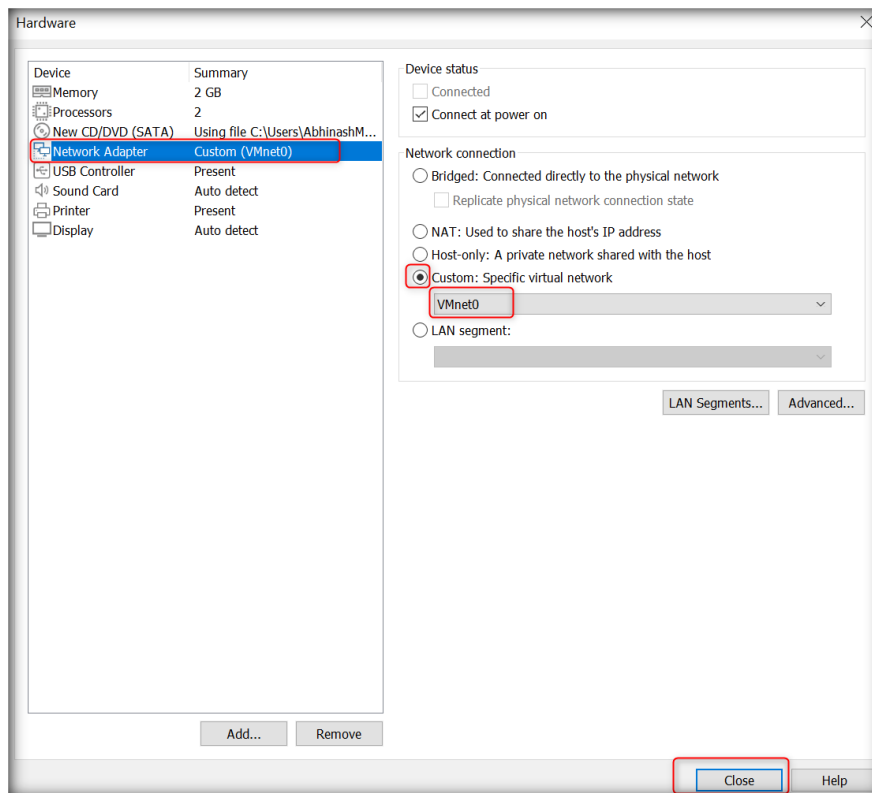 Hardware
Device Summary
Memory 2 GB
Processors 2
New CD/DVD (SATA) Using file C:\Users\AbhinashM...
Network Adapter Custom (VMnet0)
USB Controller Present
Sound Card Auto detect
Printer Present
Display Auto detect
Add... Remove
Device status
Connected
Connect at power on
Network connection
Bridged: Connected directly to the physical network
Replicate physical network connection state
NAT: Used to share the host's IP address
Host-only: A private network shared with the host
Custom: Specific virtual network
VMnet0
LAN segment:
LAN Segments... Advanced...
Close Help